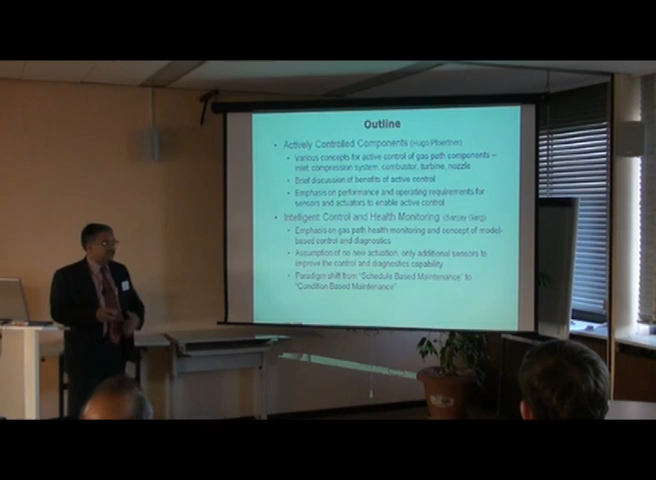 Outline
• Actively Controlled Components (Hugo Pfoertner)
• Various concepts for active control of gas path components –
inlet, compression system, combustor, turbine, nozzle
• Brief discussion of benefits of active control
• Emphasis on performance and operating requirements for
sensors and actuators to enable active control
• Intelligent Control and Health Monitoring (Sanjay Garg)
• Emphasis on gas path health monitoring and concept of model-
based control and diagnostics
• Assumption of no new actuation, only additional sensors to
improve the control and diagnostics capability
• Paradigm shift from "Schedule Based Maintenance" to
"Condition Based Maintenance"